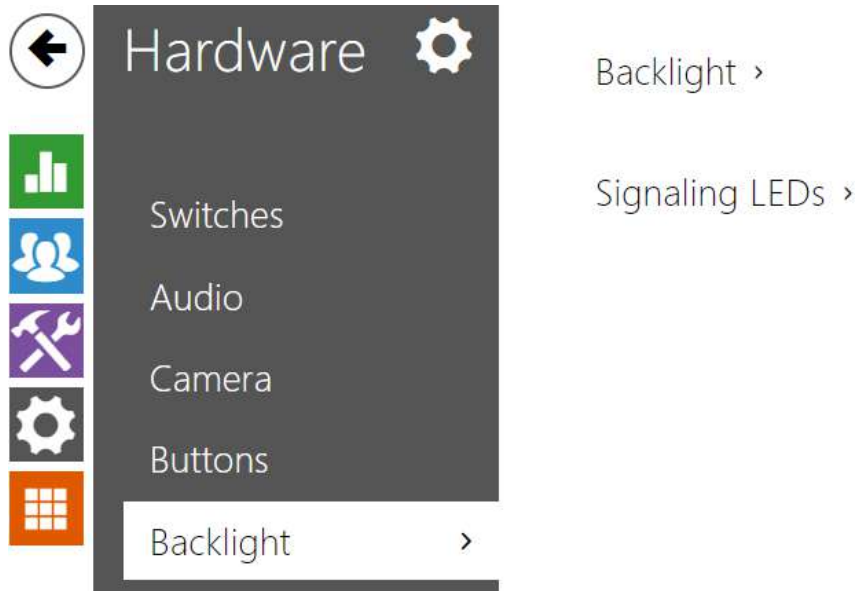 Hardware
Switches
Audio
Camera
Buttons
Backlight ›
Backlight ›
Signaling LEDs ›